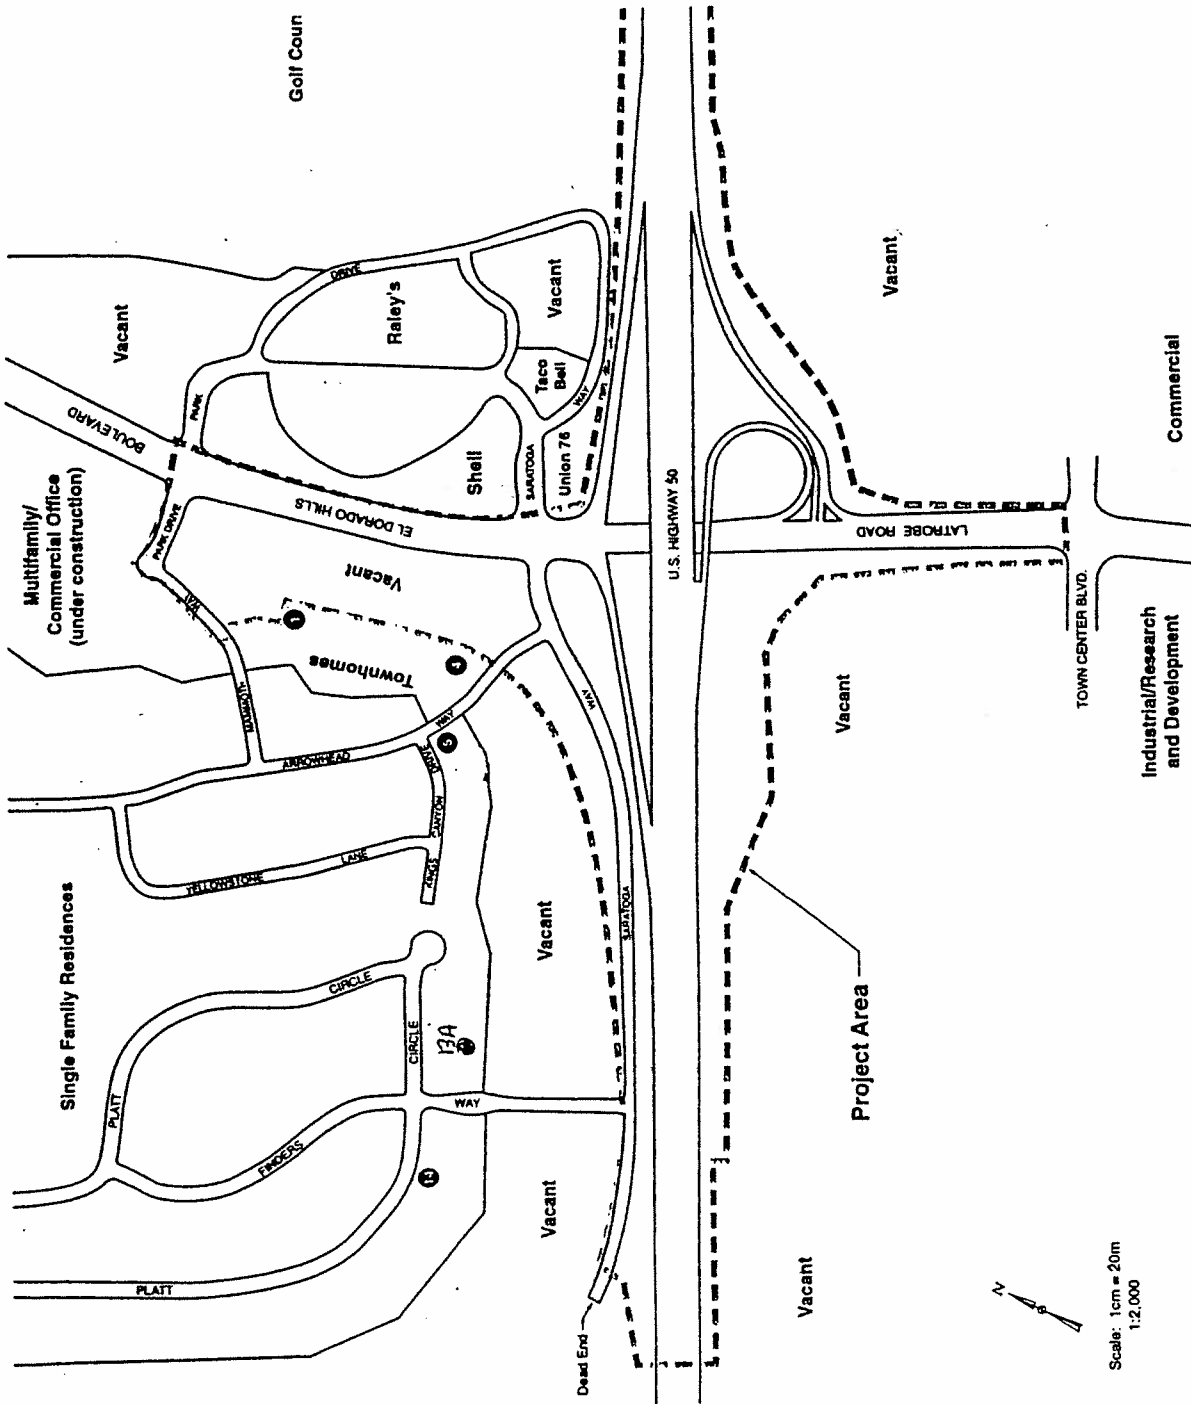 Golf Coun
Vacant
BOULEVARD
Multifamily/
Commercial Office
(under construction)
PARK
DRIVE
Raley's
Vacant
Taco
Bell
WAY
SARATOGA
Union 76
Shell
EL DORADO HILLS
PARK DRIVE
WAY
MAMMOTH
Vacant
1
Townhomes
4
5
ARROWHEAD
WAY
DRIVE
CANYON
KINGS
YELLOWSTONE
LANE
Single Family Residences
CIRCLE
PLATT
CIRCLE
13A
FINDERS
WAY
PLATT
Vacant
Vacant
WAY
SARATOGA
Dead End
U.S. HIGHWAY 50
LATROBE ROAD
Vacant
Commercial
TOWN CENTER BLVD.
Industrial/Research
and Development
Vacant
Project Area
Vacant
N
Scale: 1cm = 20m
1:2,000